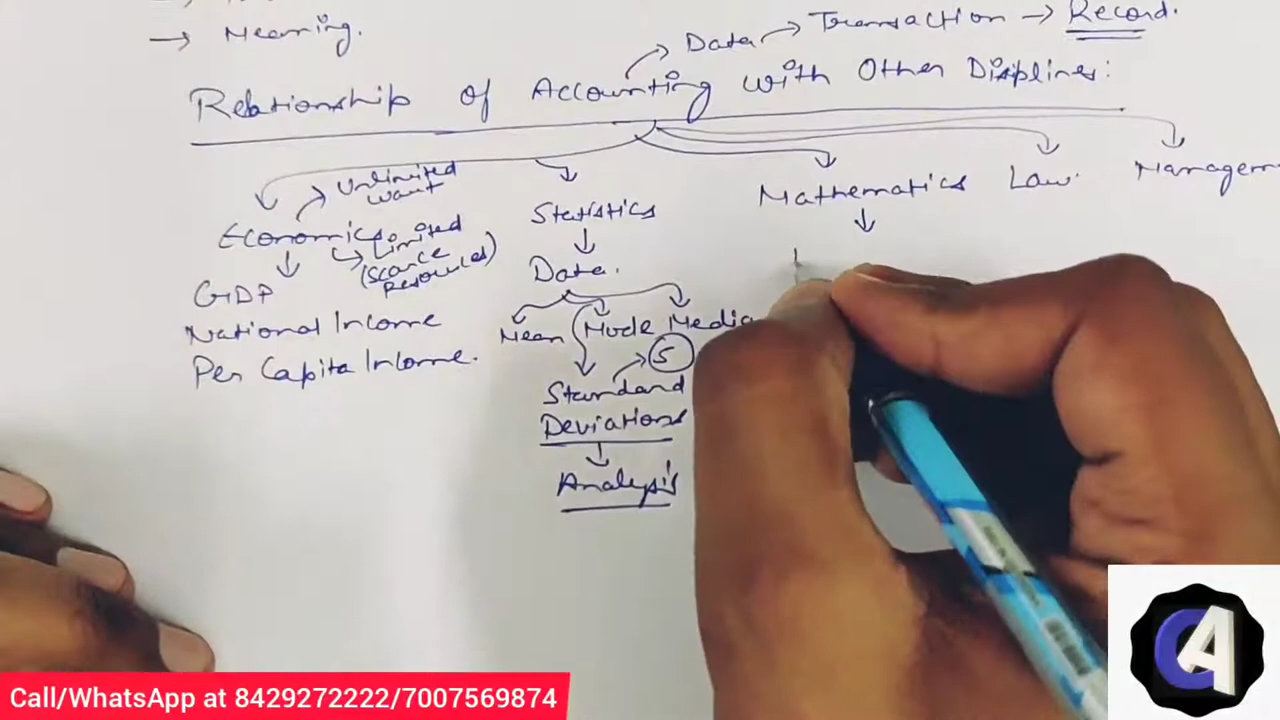 → Meaning.
Data → Transaction → Record.
Relationship of Accounting With Other Disiplines:
Unlimited
want
Economics
Limited
(Scarce
resources)
GDP
National Income
Per Capita Income.
Statistics
Data.
Mean Mode Media
Standard
Deviations
5
Analysis
Mathematics
Law.
Managem
Call/WhatsApp at 8429272222/7007569874
CA